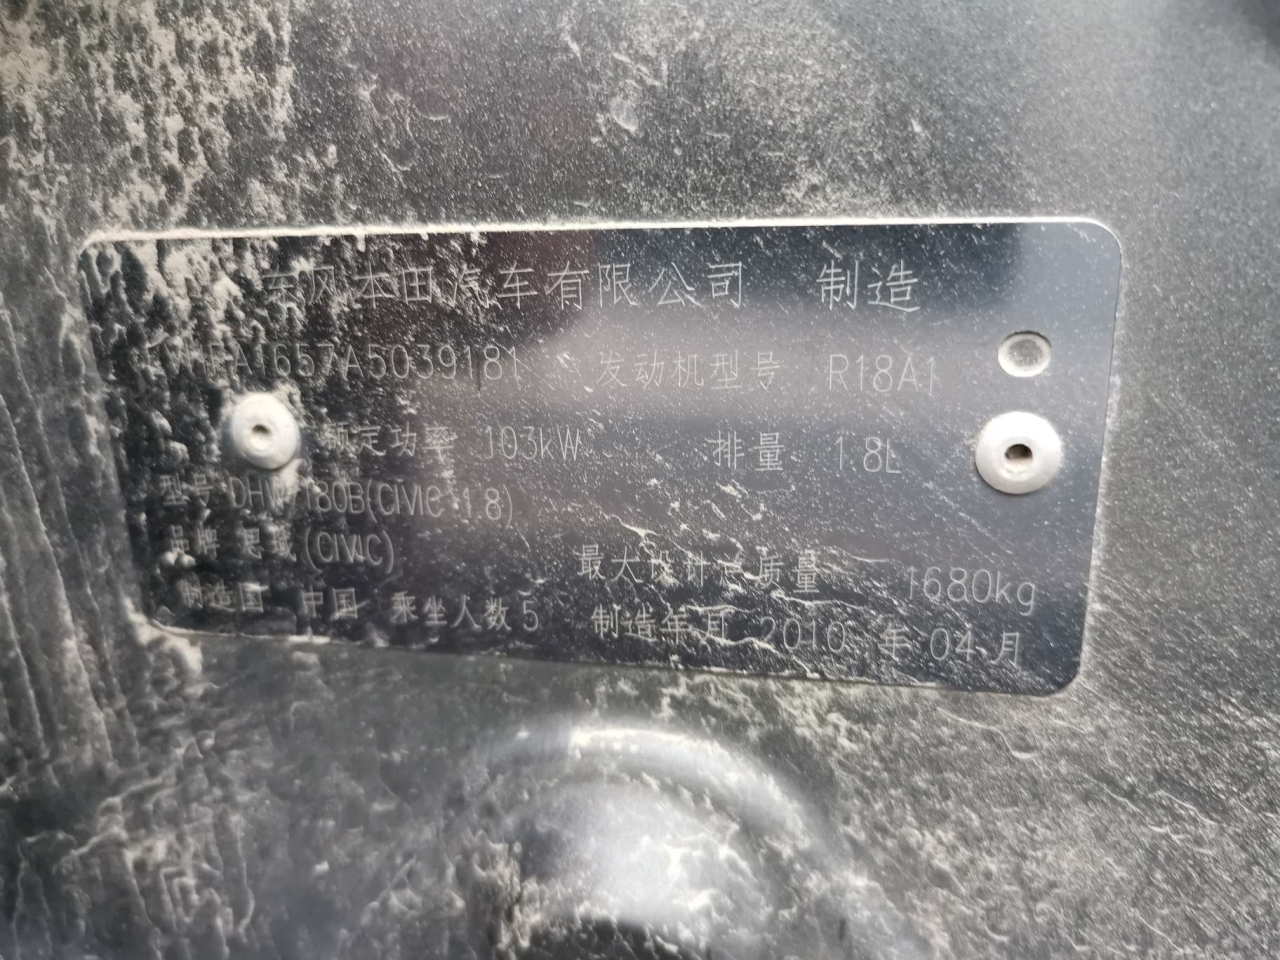 东风本田汽车有限公司 制造
A1657A5039181 发动机型号 R18A1
额定功率 103kW 排量 1.8L
型号 DHW 180B(CIVIC 1.8)
品牌 思域(CIVIC)
最大设计总质量 1680kg
制造国 中国 乘坐人数5 制造年月 2010 年 04 月